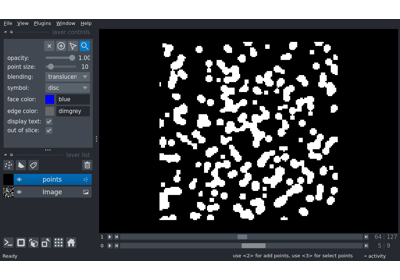 File View Plugins Window Help
layer controls
opacity: 1.00
point size: 10
blending: translucen
symbol: disc
face color: blue
edge color: dimgrey
display text:
out of slice:
layer list
points
Image
1 64 127
0 5 9
Ready use <2> for add points, use <3> for select points activity